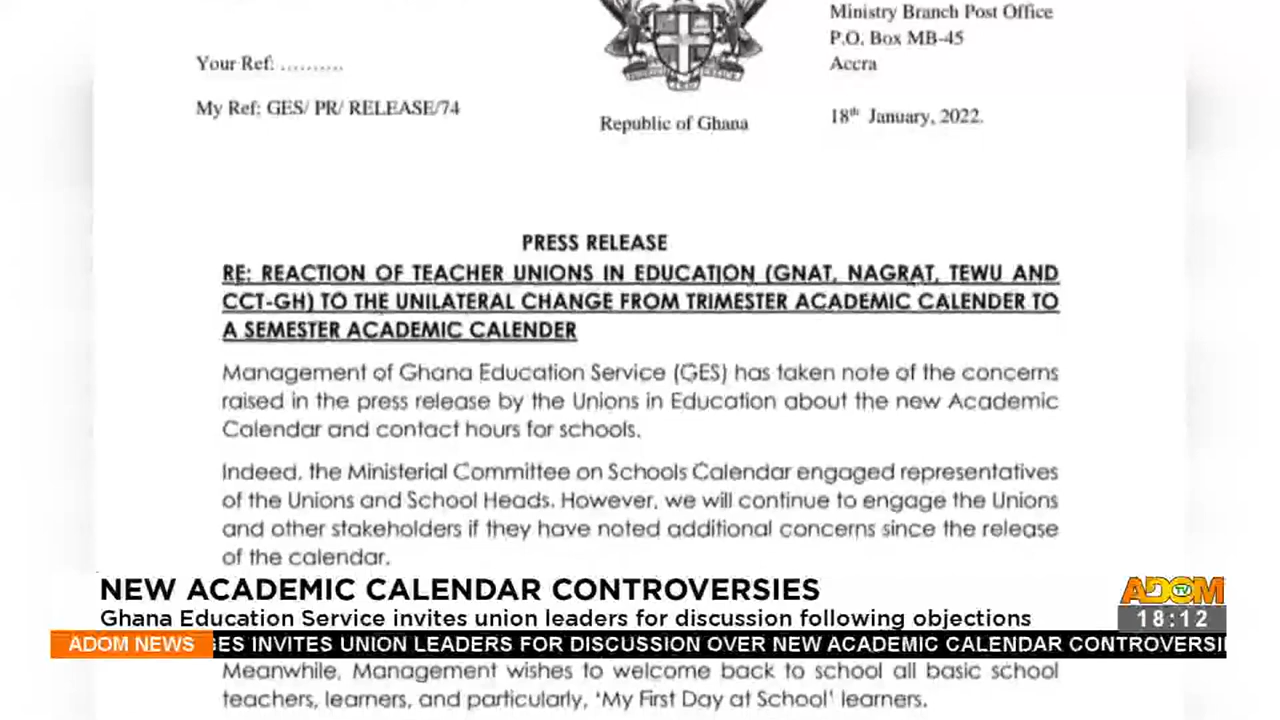 Ministry Branch Post Office
P.O. Box MB-45
Accra
Your Ref: ..........
My Ref: GES/ PR/ RELEASE/74
Republic of Ghana
18th January, 2022.
PRESS RELEASE
RE: REACTION OF TEACHER UNIONS IN EDUCATION (GNAT, NAGRAT, TEWU AND
CCT-GH) TO THE UNILATERAL CHANGE FROM TRIMESTER ACADEMIC CALENDER TO
A SEMESTER ACADEMIC CALENDER
Management of Ghana Education Service (GES) has taken note of the concerns
raised in the press release by the Unions in Education about the new Academic
Calendar and contact hours for schools.
Indeed, the Ministerial Committee on Schools Calendar engaged representatives
of the Unions and School Heads. However, we will continue to engage the Unions
and other stakeholders if they have noted additional concerns since the release
of the calendar.
NEW ACADEMIC CALENDAR CONTROVERSIES
Ghana Education Service invites union leaders for discussion following objections
ADOM TV
18:12
ADOM NEWS
GES INVITES UNION LEADERS FOR DISCUSSION OVER NEW ACADEMIC CALENDAR CONTROVERSI
Meanwhile, Management wishes to welcome back to school all basic school
teachers, learners, and particularly, 'My First Day at School' learners.